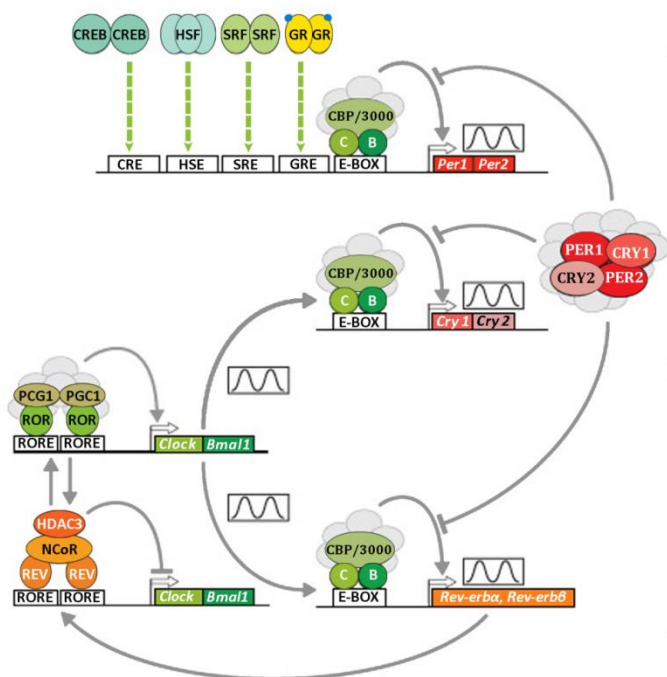 CREB CREB HSF SRF SRF GR GR
CBP/3000
C B
CRE HSE SRE GRE E-BOX Per1 Per2
PER1 CRY1
CRY2 PER2
CBP/3000
C B
E-BOX Cry 1 Cry 2
PCG1 PGC1
ROR ROR
RORE RORE Clock Bmal1
HDAC3
NCoR
REV REV
RORE RORE Clock Bmal1
CBP/3000
C B
E-BOX Rev-erbα, Rev-erbβ